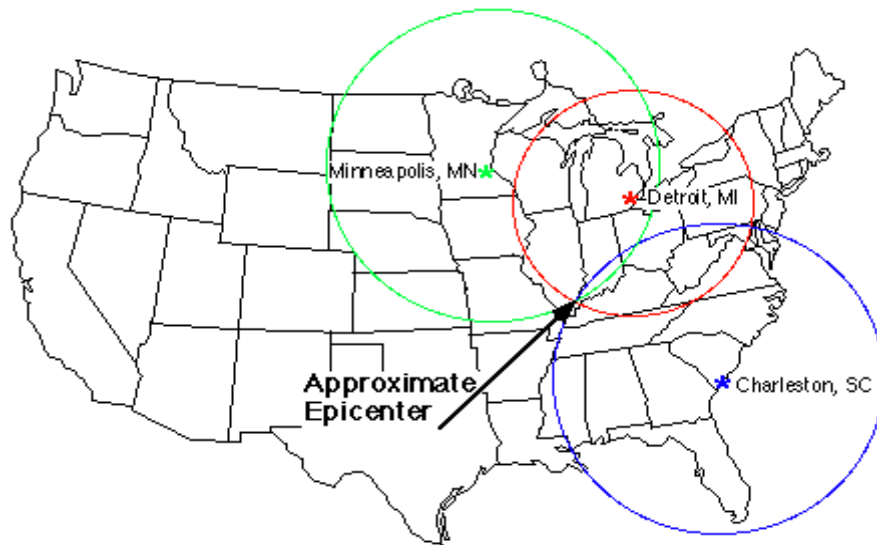 Minneapolis, MN
Detroit, MI
Approximate
Epicenter
Charleston, SC